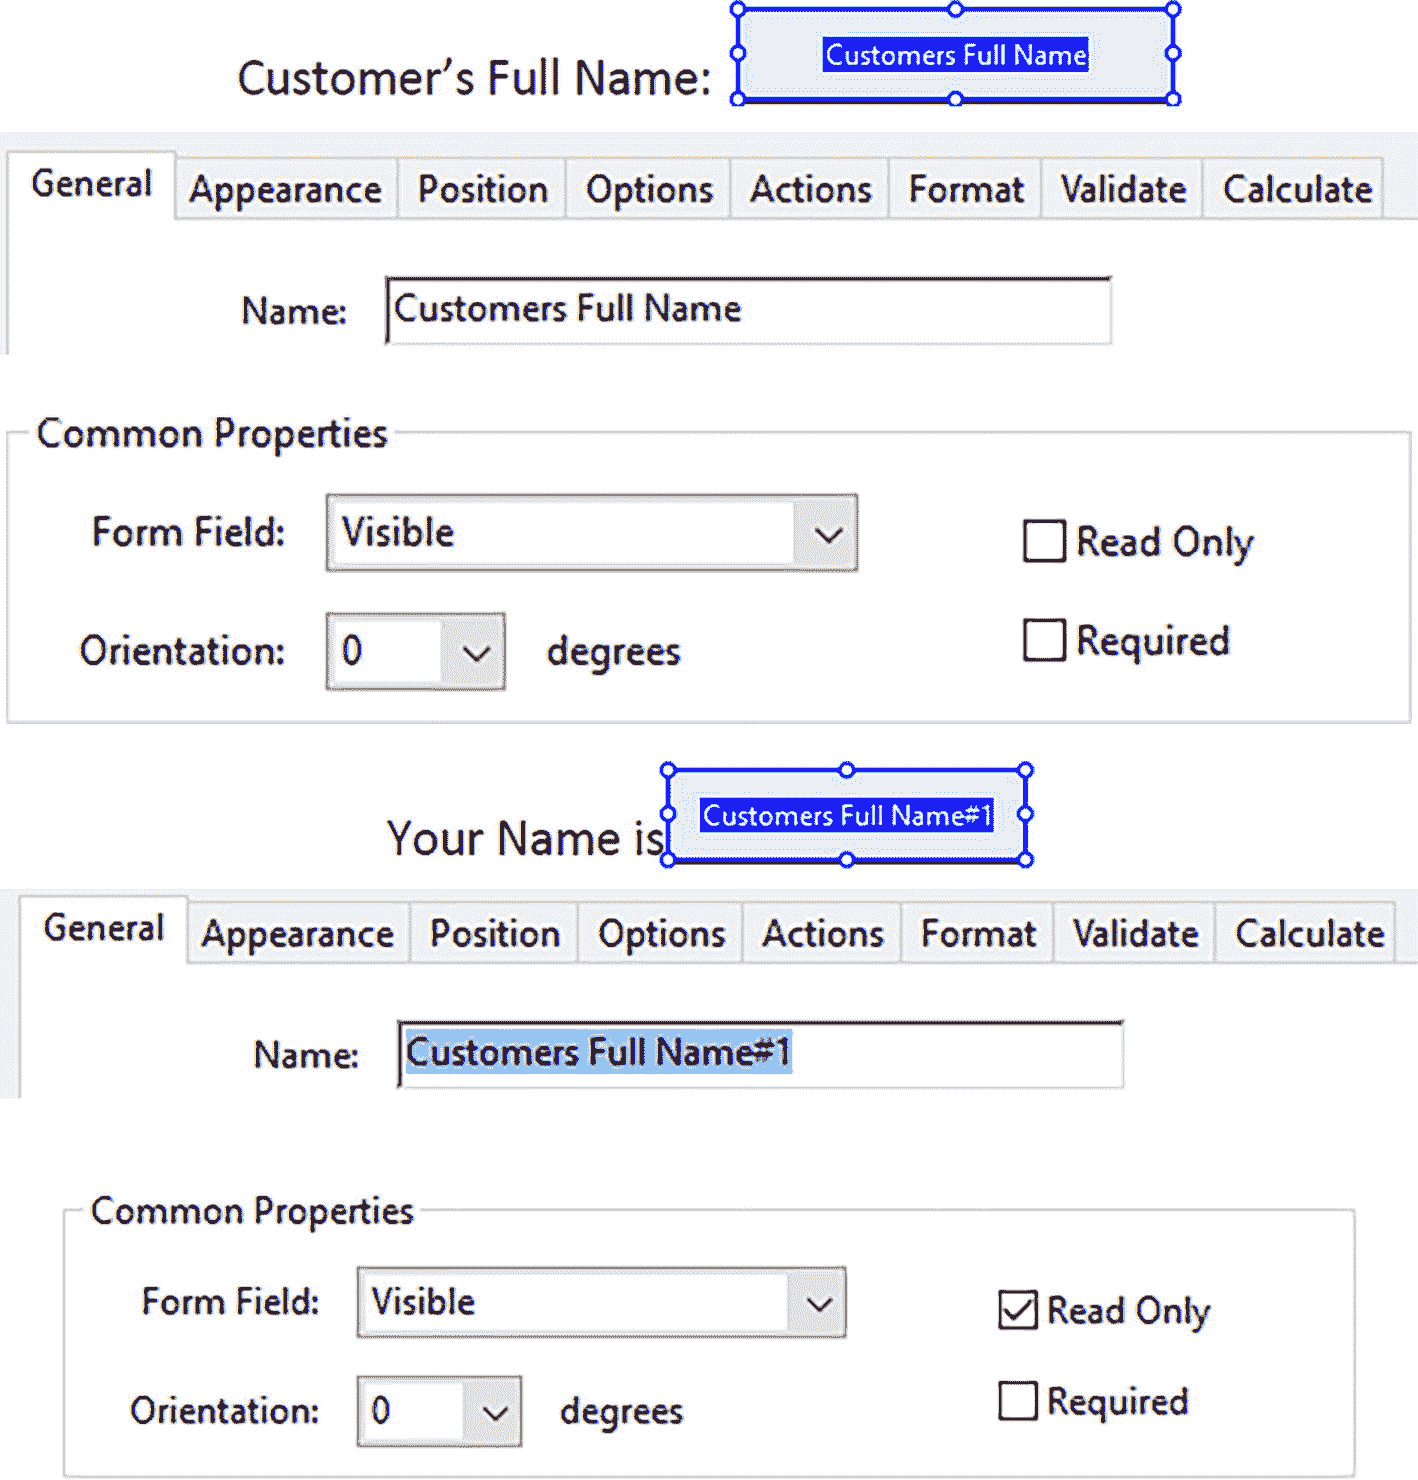 Customer’s Full Name: Customers Full Name
General Appearance Position Options Actions Format Validate Calculate
Name: Customers Full Name
Common Properties
Form Field: Visible Read Only
Orientation: 0 degrees Required
Your Name is Customers Full Name#1
General Appearance Position Options Actions Format Validate Calculate
Name: Customers Full Name#1
Common Properties
Form Field: Visible Read Only
Orientation: 0 degrees Required